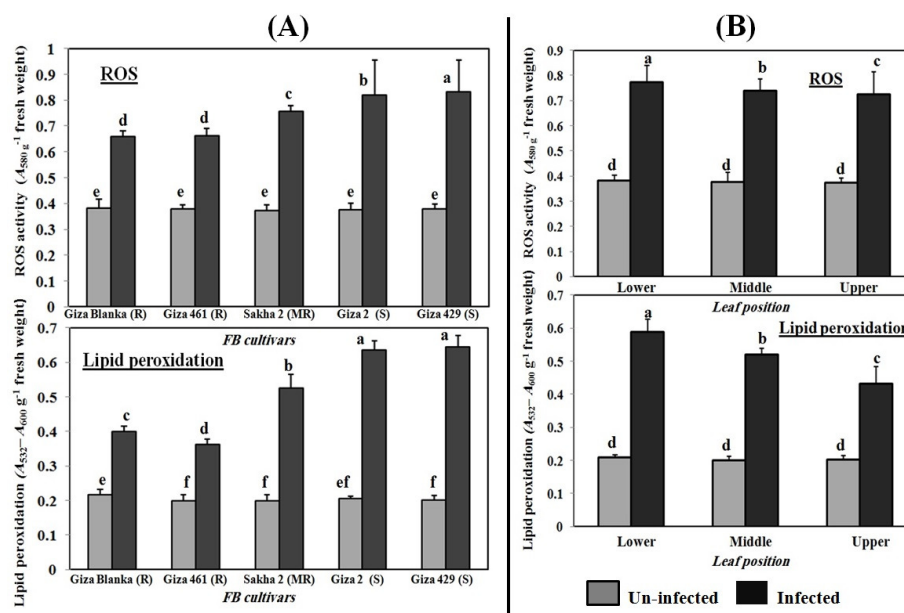 (A)
ROS activity (A580 g-1 fresh weight)
ROS
1
0.9
0.8
0.7
0.6
0.5
0.4
0.3
0.2
0.1
0
e d e d e c e b e a
Giza Blanka (R) Giza 461 (R) Sakha 2 (MR) Giza 2 (S) Giza 429 (S)
FB cultivars
Lipid peroxidation (A532– A600 g-1 fresh weight)
Lipid peroxidation
0.7
0.6
0.5
0.4
0.3
0.2
0.1
0
e c f d f b ef a f a
Giza Blanka (R) Giza 461 (R) Sakha 2 (MR) Giza 2 (S) Giza 429 (S)
FB cultivars
(B)
ROS activity (A580 g-1 fresh weight)
ROS
0.9
0.8
0.7
0.6
0.5
0.4
0.3
0.2
0.1
0
d a d b d c
Lower Middle Upper
Leaf position
Lipid peroxidation (A532– A600 g-1 fresh weight)
Lipid peroxidation
0.7
0.6
0.5
0.4
0.3
0.2
0.1
0
d a d b d c
Lower Middle Upper
Leaf position
Un-infected Infected